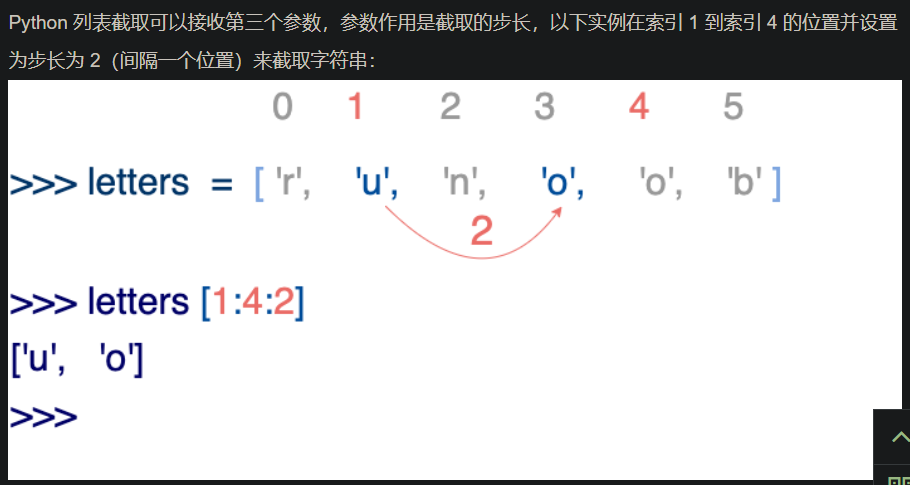 Python 列表截取可以接收第三个参数，参数作用是截取的步长，以下实例在索引 1 到索引 4 的位置并设置
为步长为 2（间隔一个位置）来截取字符串：
0 1 2 3 4 5
>>> letters = [ 'r', 'u', 'n', 'o', 'o', 'b' ]
2
>>> letters [1:4:2]
['u', 'o']
>>>